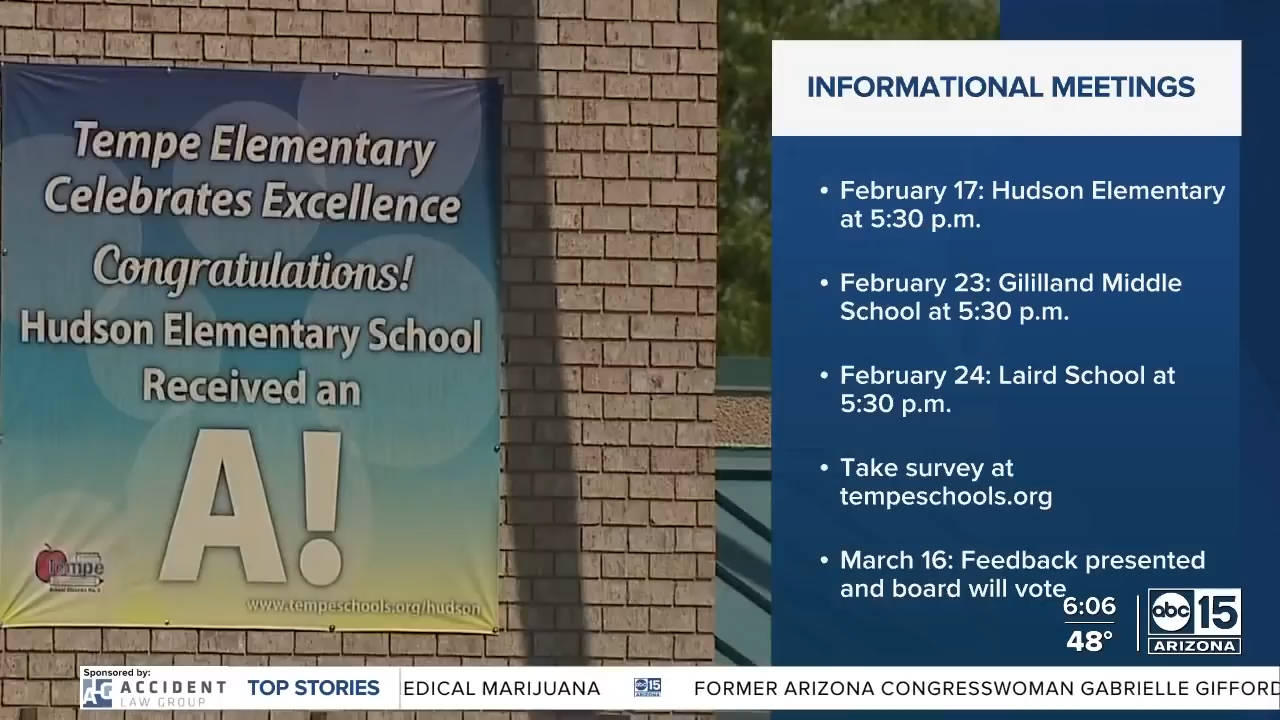 Tempe Elementary
Celebrates Excellence
Congratulations!
Hudson Elementary School
Received an
A!
Tempe
www.tempeschools.org/hudson
INFORMATIONAL MEETINGS
• February 17: Hudson Elementary
at 5:30 p.m.
• February 23: Gililland Middle
School at 5:30 p.m.
• February 24: Laird School at
5:30 p.m.
• Take survey at
tempeschools.org
• March 16: Feedback presented
and board will vote
6:06
48°
abc 15
ARIZONA
Sponsored by:
AG ACCIDENT
LAW GROUP
TOP STORIES
EDICAL MARIJUANA
abc 15
ARIZONA
FORMER ARIZONA CONGRESSWOMAN GABRIELLE GIFFORD